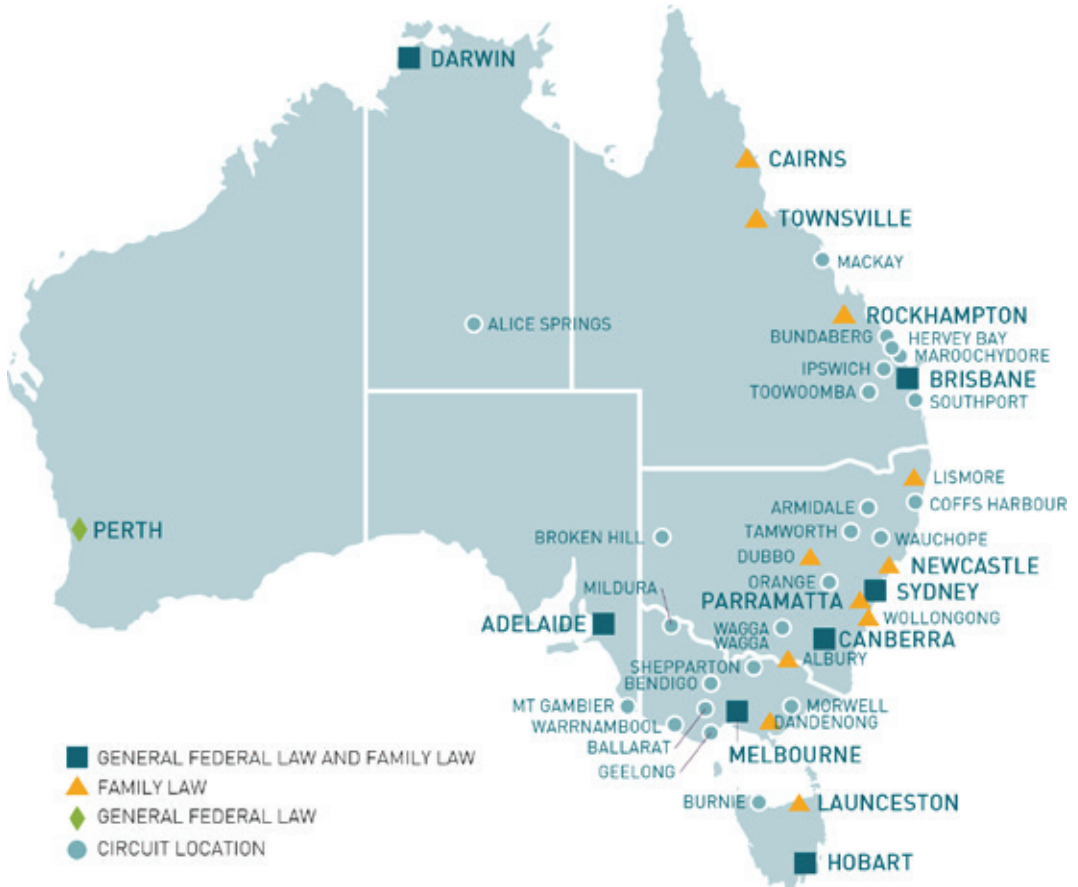 DARWIN
CAIRNS
TOWNSVILLE
MACKAY
ROCKHAMPTON
ALICE SPRINGS
BUNDABERG
HERVEY BAY
MAROOCHYDORE
IPSWICH
BRISBANE
TOOWOOMBA
SOUTHPORT
LISMORE
ARMIDALE
COFFS HARBOUR
PERTH
BROKEN HILL
TAMWORTH
WAUCHOPE
DUBBO
NEWCASTLE
MILDURA
ORANGE
SYDNEY
PARRAMATTA
ADELAIDE
WOLLONGONG
WAGGA
WAGGA
CANBERRA
SHEPPARTON
ALBURY
BENDIGO
MT GAMBIER
MORWELL
WARRNAMBOOL
DANDENONG
BALLARAT
MELBOURNE
GEELONG
GENERAL FEDERAL LAW AND FAMILY LAW
FAMILY LAW
BURNIE
LAUNCESTON
GENERAL FEDERAL LAW
CIRCUIT LOCATION
HOBART